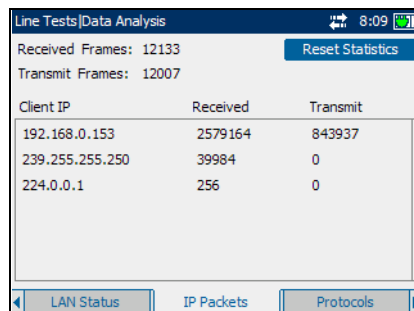 Line Tests|Data Analysis 8:09
Received Frames: 12133 Reset Statistics
Transmit Frames: 12007
Client IP Received Transmit
192.168.0.153 2579164 843937
239.255.255.250 39984 0
224.0.0.1 256 0
LAN Status IP Packets Protocols